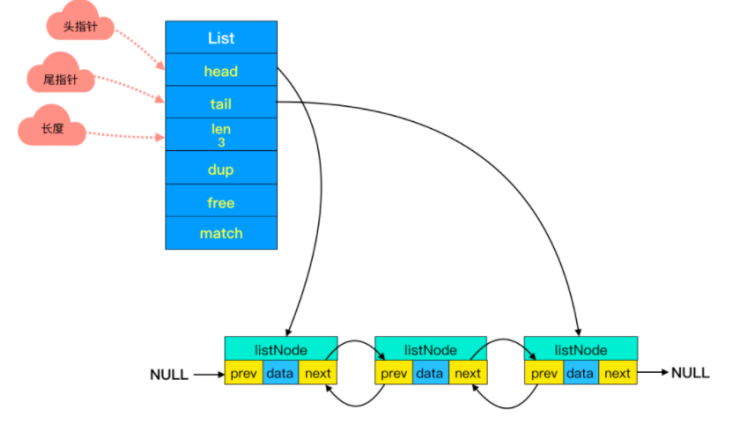 头指针
List
head
尾指针
tail
长度
len
3
dup
free
match
listNode
listNode
listNode
NULL
prev data next
prev data next
prev data next
NULL